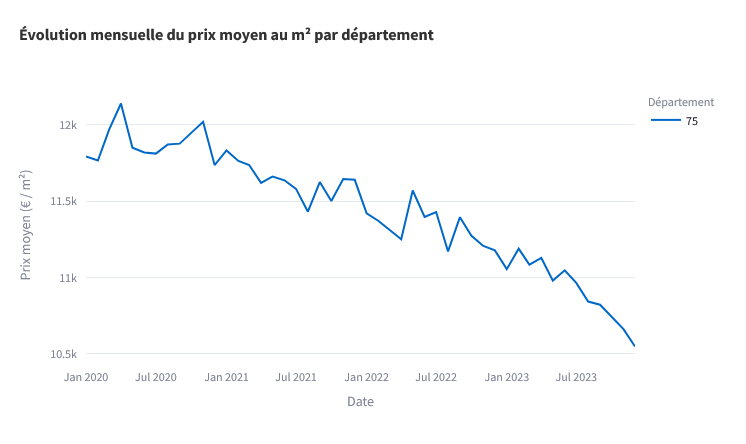 Évolution mensuelle du prix moyen au m² par département
Département
75
Prix moyen (€ / m²)
12k
11.5k
11k
10.5k
Jan 2020
Jul 2020
Jan 2021
Jul 2021
Jan 2022
Jul 2022
Jan 2023
Jul 2023
Date